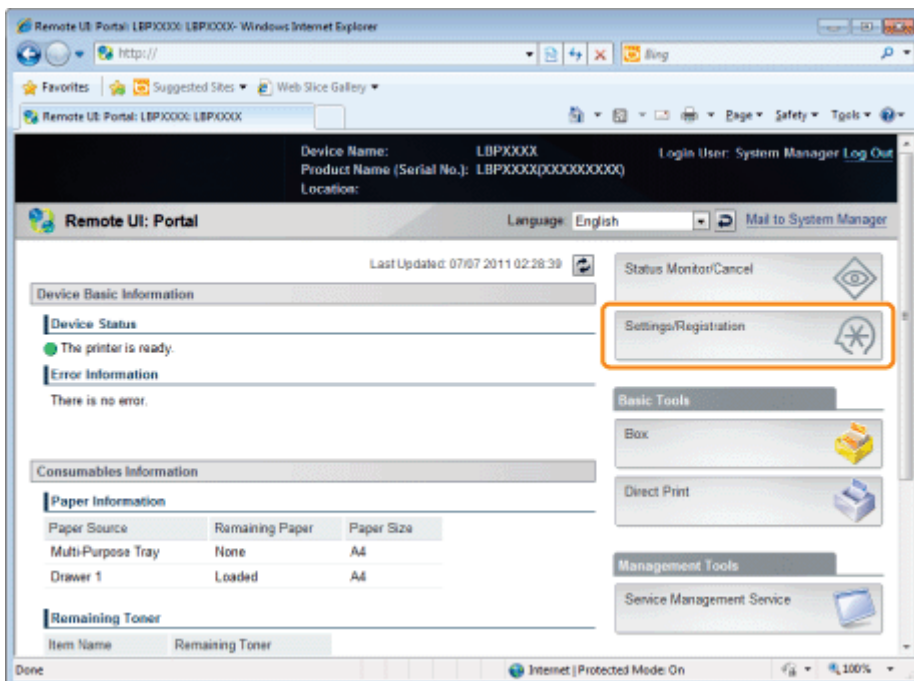 Remote UI: Portal: LBPXXXX: LBPXXXX- Windows Internet Explorer
http://
Bing
Favorites Suggested Sites Web Slice Gallery
Remote UI: Portal: LBPXXXX: LBPXXXX
Page Safety Tools
Device Name: LBPXXXX
Login User: System Manager Log Out
Product Name (Serial No.): LBPXXXX(XXXXXXXXX)
Location:
Remote UI: Portal
Language: English
Mail to System Manager
Last Updated: 07/07 2011 02:28:39
Status Monitor/Cancel
Device Basic Information
Device Status
Settings/Registration
The printer is ready.
Error Information
There is no error.
Basic Tools
Box
Consumables Information
Paper Information
Direct Print
Paper Source Remaining Paper Paper Size
Multi-Purpose Tray None A4
Drawer 1 Loaded A4
Management Tools
Service Management Service
Remaining Toner
Item Name Remaining Toner
Done
Internet | Protected Mode: On
100%